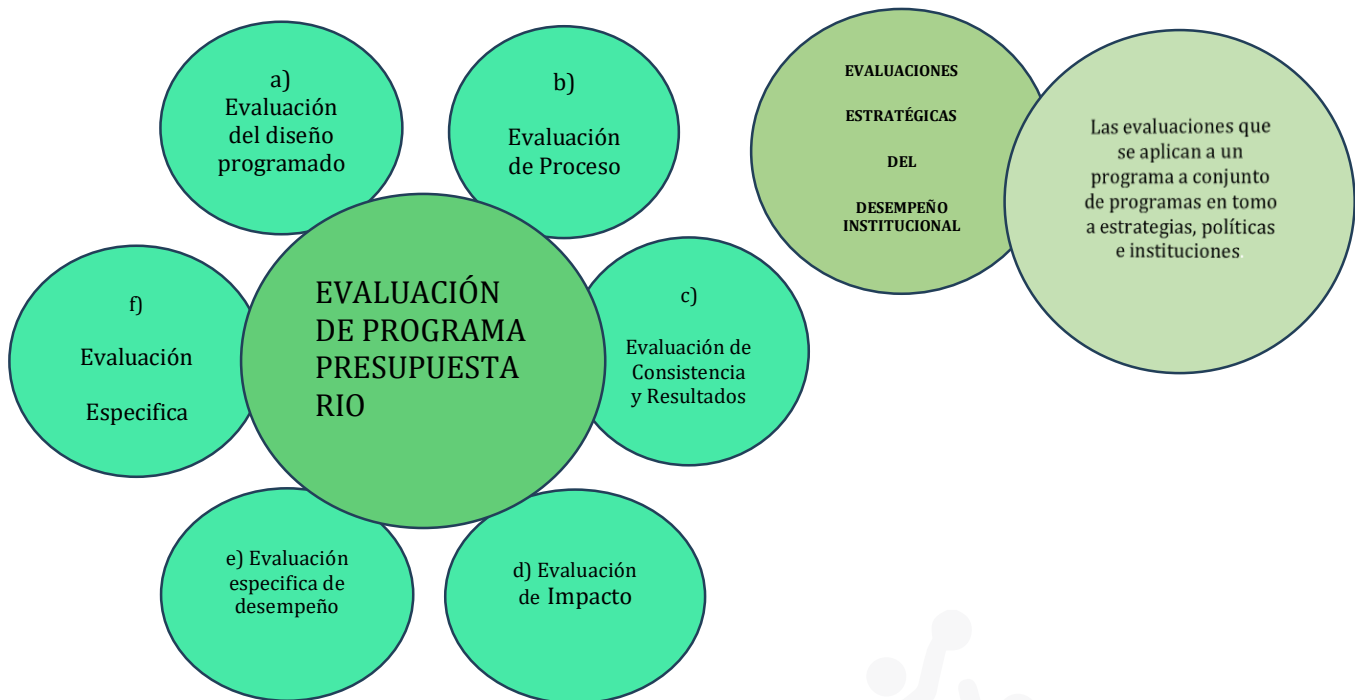 a)
Evaluación
del diseño
programado
b)
Evaluación
de Proceso
c)
Evaluación de
Consistencia
y Resultados
d) Evaluación
de Impacto
e) Evaluación
especifica de
desempeño
f)
Evaluación
Especifica
EVALUACIÓN
DE PROGRAMA
PRESUPUESTA
RIO
EVALUACIONES
ESTRATÉGICAS
DEL
DESEMPEÑO
INSTITUCIONAL
Las evaluaciones que
se aplican a un
programa a conjunto
de programas en tomo
a estrategias, políticas
e instituciones